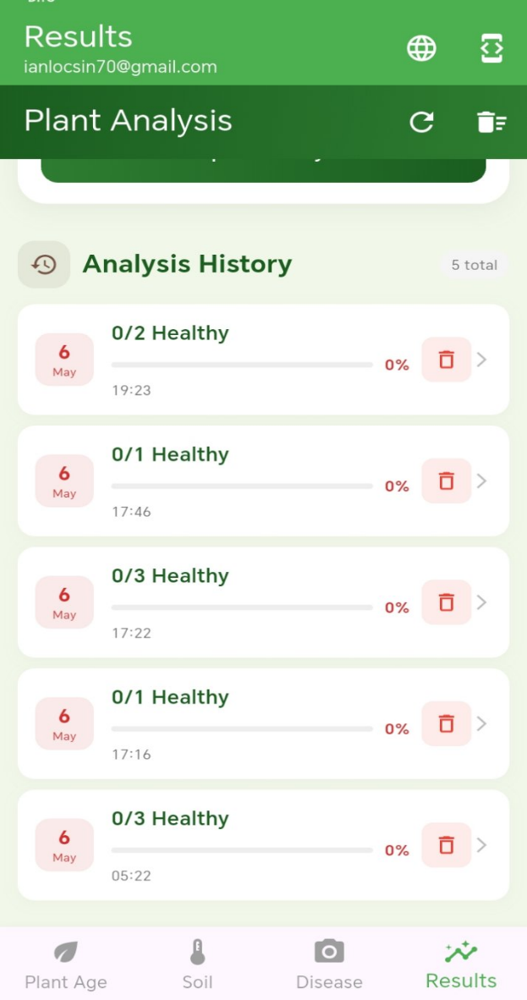 Results
ianlocsin70@gmail.com
Plant Analysis
Analysis History
5 total
0/2 Healthy
6
May
0%
19:23
0/1 Healthy
6
May
0%
17:46
0/3 Healthy
6
May
0%
17:22
0/1 Healthy
6
May
0%
17:16
0/3 Healthy
6
May
0%
05:22
Plant Age
Soil
Disease
Results